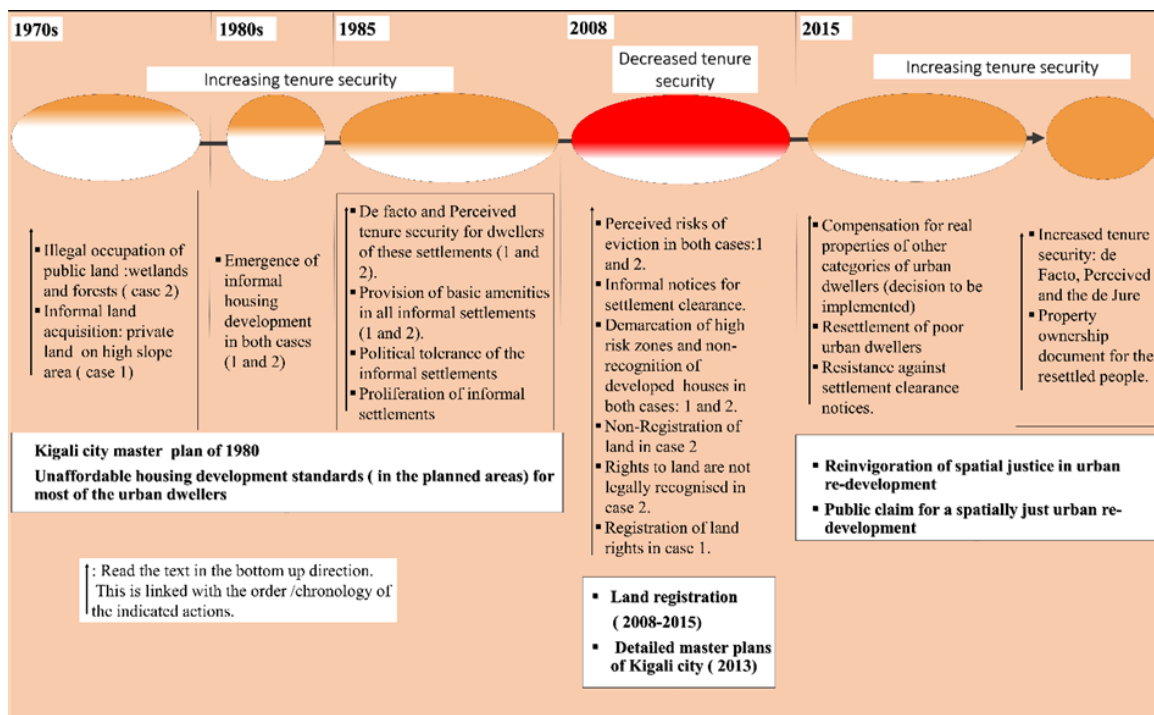 1970s
1980s
1985
2008
2015
Increasing tenure security
Decreased tenure
security
Increasing tenure security
▪ Illegal occupation of
public land :wetlands
and forests ( case 2)
▪ Informal land
acquisition: private
land on high slope
area ( case 1)
▪ Emergence of
informal
housing
development
in both cases
(1 and 2)
▪ De facto and Perceived
tenure security for dwellers
of these settlements (1 and
2).
▪ Provision of basic amenities
in all informal settlements
(1 and 2).
▪ Political tolerance of the
informal settlements
▪ Proliferation of informal
settlements
▪ Perceived risks of
eviction in both cases:1
and 2.
▪ Informal notices for
settlement clearance.
▪ Demarcation of high
risk zones and non-
recognition of
developed houses in
both cases: 1 and 2.
▪ Non-Registration of
land in case 2
▪ Rights to land are not
legally recognised in
case 2.
▪ Registration of land
rights in case 1.
▪ Compensation for real
properties of other
categories of urban
dwellers (decision to be
implemented)
▪ Resettlement of poor
urban dwellers
▪ Resistance against
settlement clearance
notices.
▪ Increased tenure
security: de
Facto, Perceived
and the de Jure
▪ Property
ownership
document for the
resettled people.
Kigali city master plan of 1980
Unaffordable housing development standards ( in the planned areas) for
most of the urban dwellers
▪ Reinvigoration of spatial justice in urban
re-development
▪ Public claim for a spatially just urban re-
development
↑: Read the text in the bottom up direction.
This is linked with the order /chronology of
the indicated actions.
▪ Land registration
( 2008-2015)
▪ Detailed master plans
of Kigali city ( 2013)